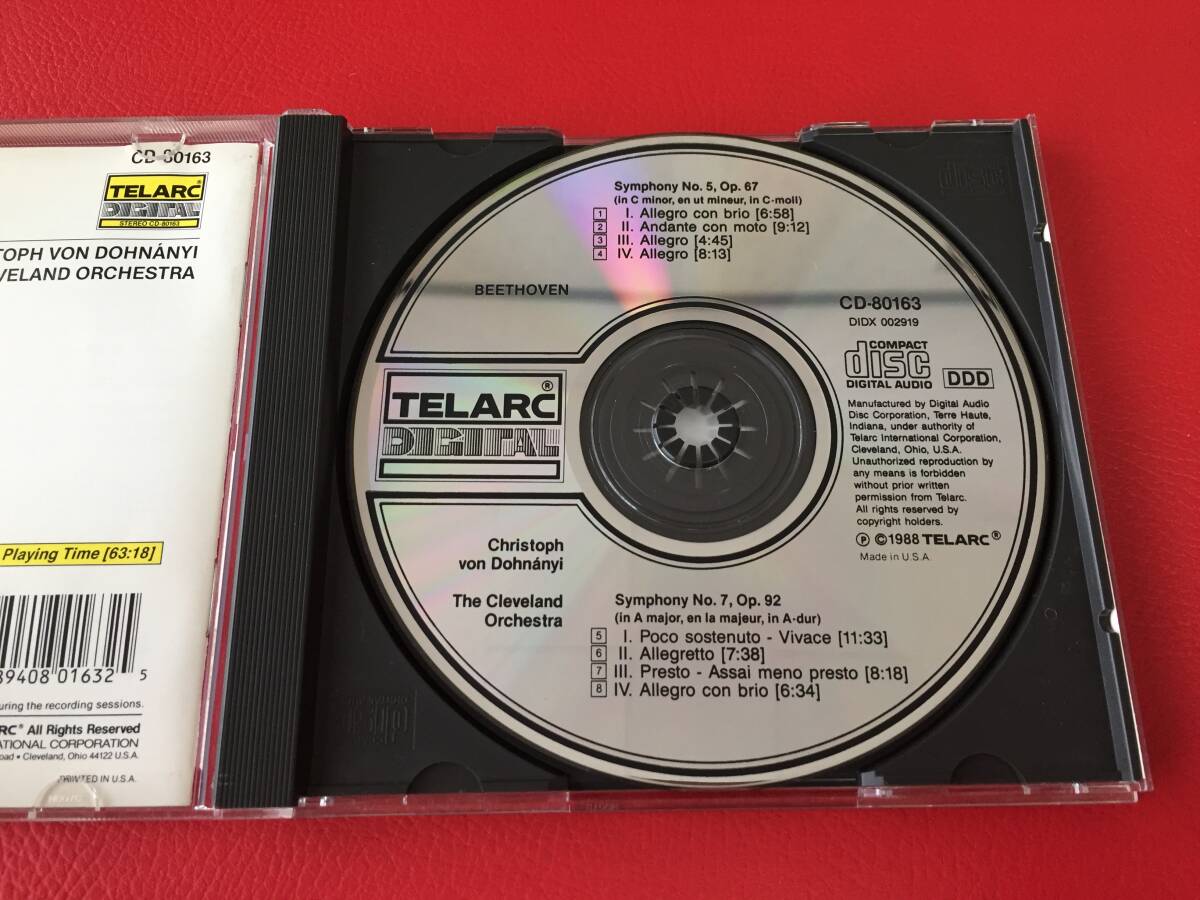 CD-80163
TELARC
DIGITAL
STEREO CD-80163
TOPH VON DOHNÁNYI
VELAND ORCHESTRA
Playing Time [63:18]
89408 01632 5
uring the recording sessions.
RC® All Rights Reserved
ATIONAL CORPORATION
oad • Cleveland, Ohio 44122 U.S.A.
PRINTED IN U.S.A.
Symphony No. 5, Op. 67
(in C minor, en ut mineur, in C-moll)
1 I. Allegro con brio [6:58]
2 II. Andante con moto [9:12]
3 III. Allegro [4:45]
4 IV. Allegro [8:13]
BEETHOVEN
CD-80163
DIDX 002919
COMPACT
disc
DIGITAL AUDIO
DDD
TELARC®
DIGITAL
Manufactured by Digital Audio
Disc Corporation, Terre Haute,
Indiana, under authority of
Telarc International Corporation,
Cleveland, Ohio, U.S.A.
Unauthorized reproduction by
any means is forbidden
without prior written
permission from Telarc.
All rights reserved by
copyright holders.
℗ ©1988 TELARC®
Made in U.S.A.
Christoph
von Dohnányi
The Cleveland
Orchestra
Symphony No. 7, Op. 92
(in A major, en la majeur, in A-dur)
5 I. Poco sostenuto - Vivace [11:33]
6 II. Allegretto [7:38]
7 III. Presto - Assai meno presto [8:18]
8 IV. Allegro con brio [6:34]
disc